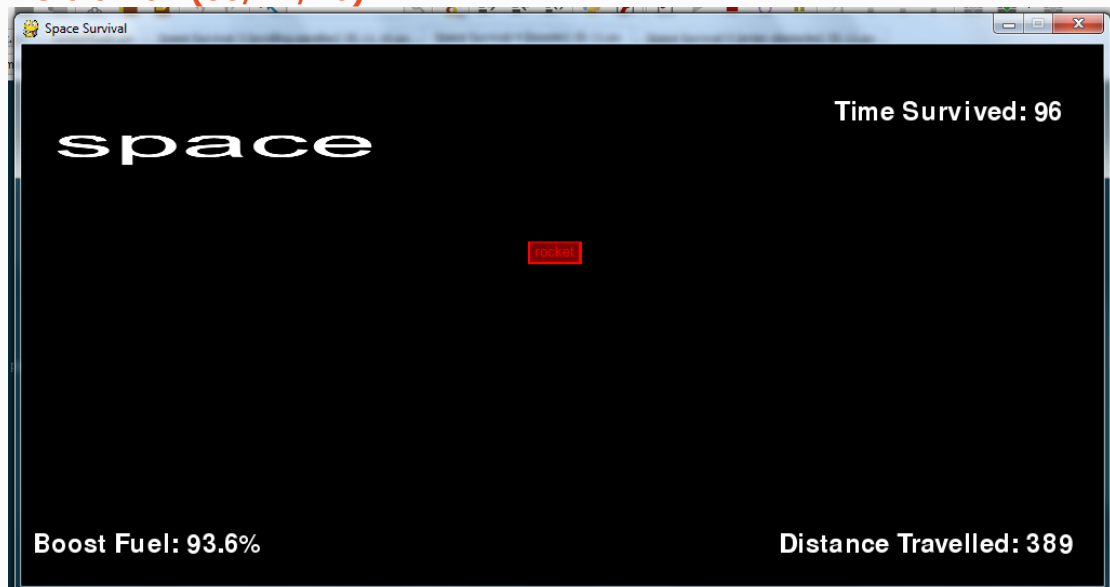 Space Survival
Time Survived: 96
space
rocket
Boost Fuel: 93.6%
Distance Travelled: 389